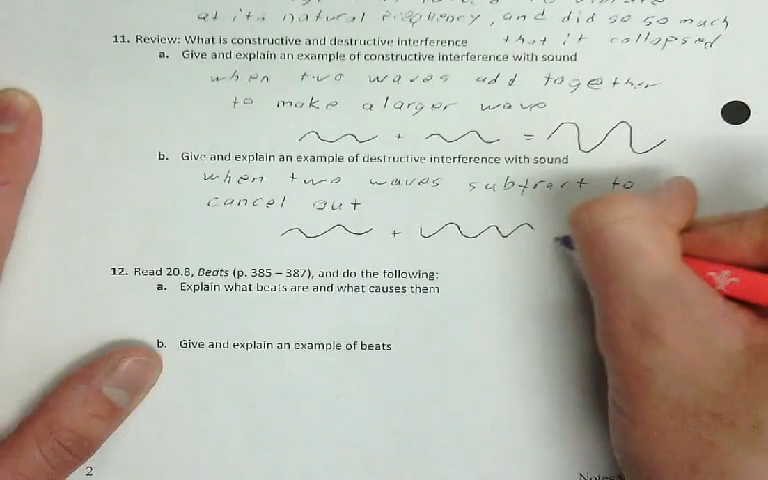 at its natural frequency, and did so so much
that it collapsed
11. Review: What is constructive and destructive interference
a. Give and explain an example of constructive interference with sound
when two waves add together
to make a larger wave
+ =
b. Give and explain an example of destructive interference with sound
when two waves subtract to
cancel out
+
12. Read 20.8, Beats (p. 385 – 387), and do the following:
a. Explain what beats are and what causes them
b. Give and explain an example of beats
2
Notes